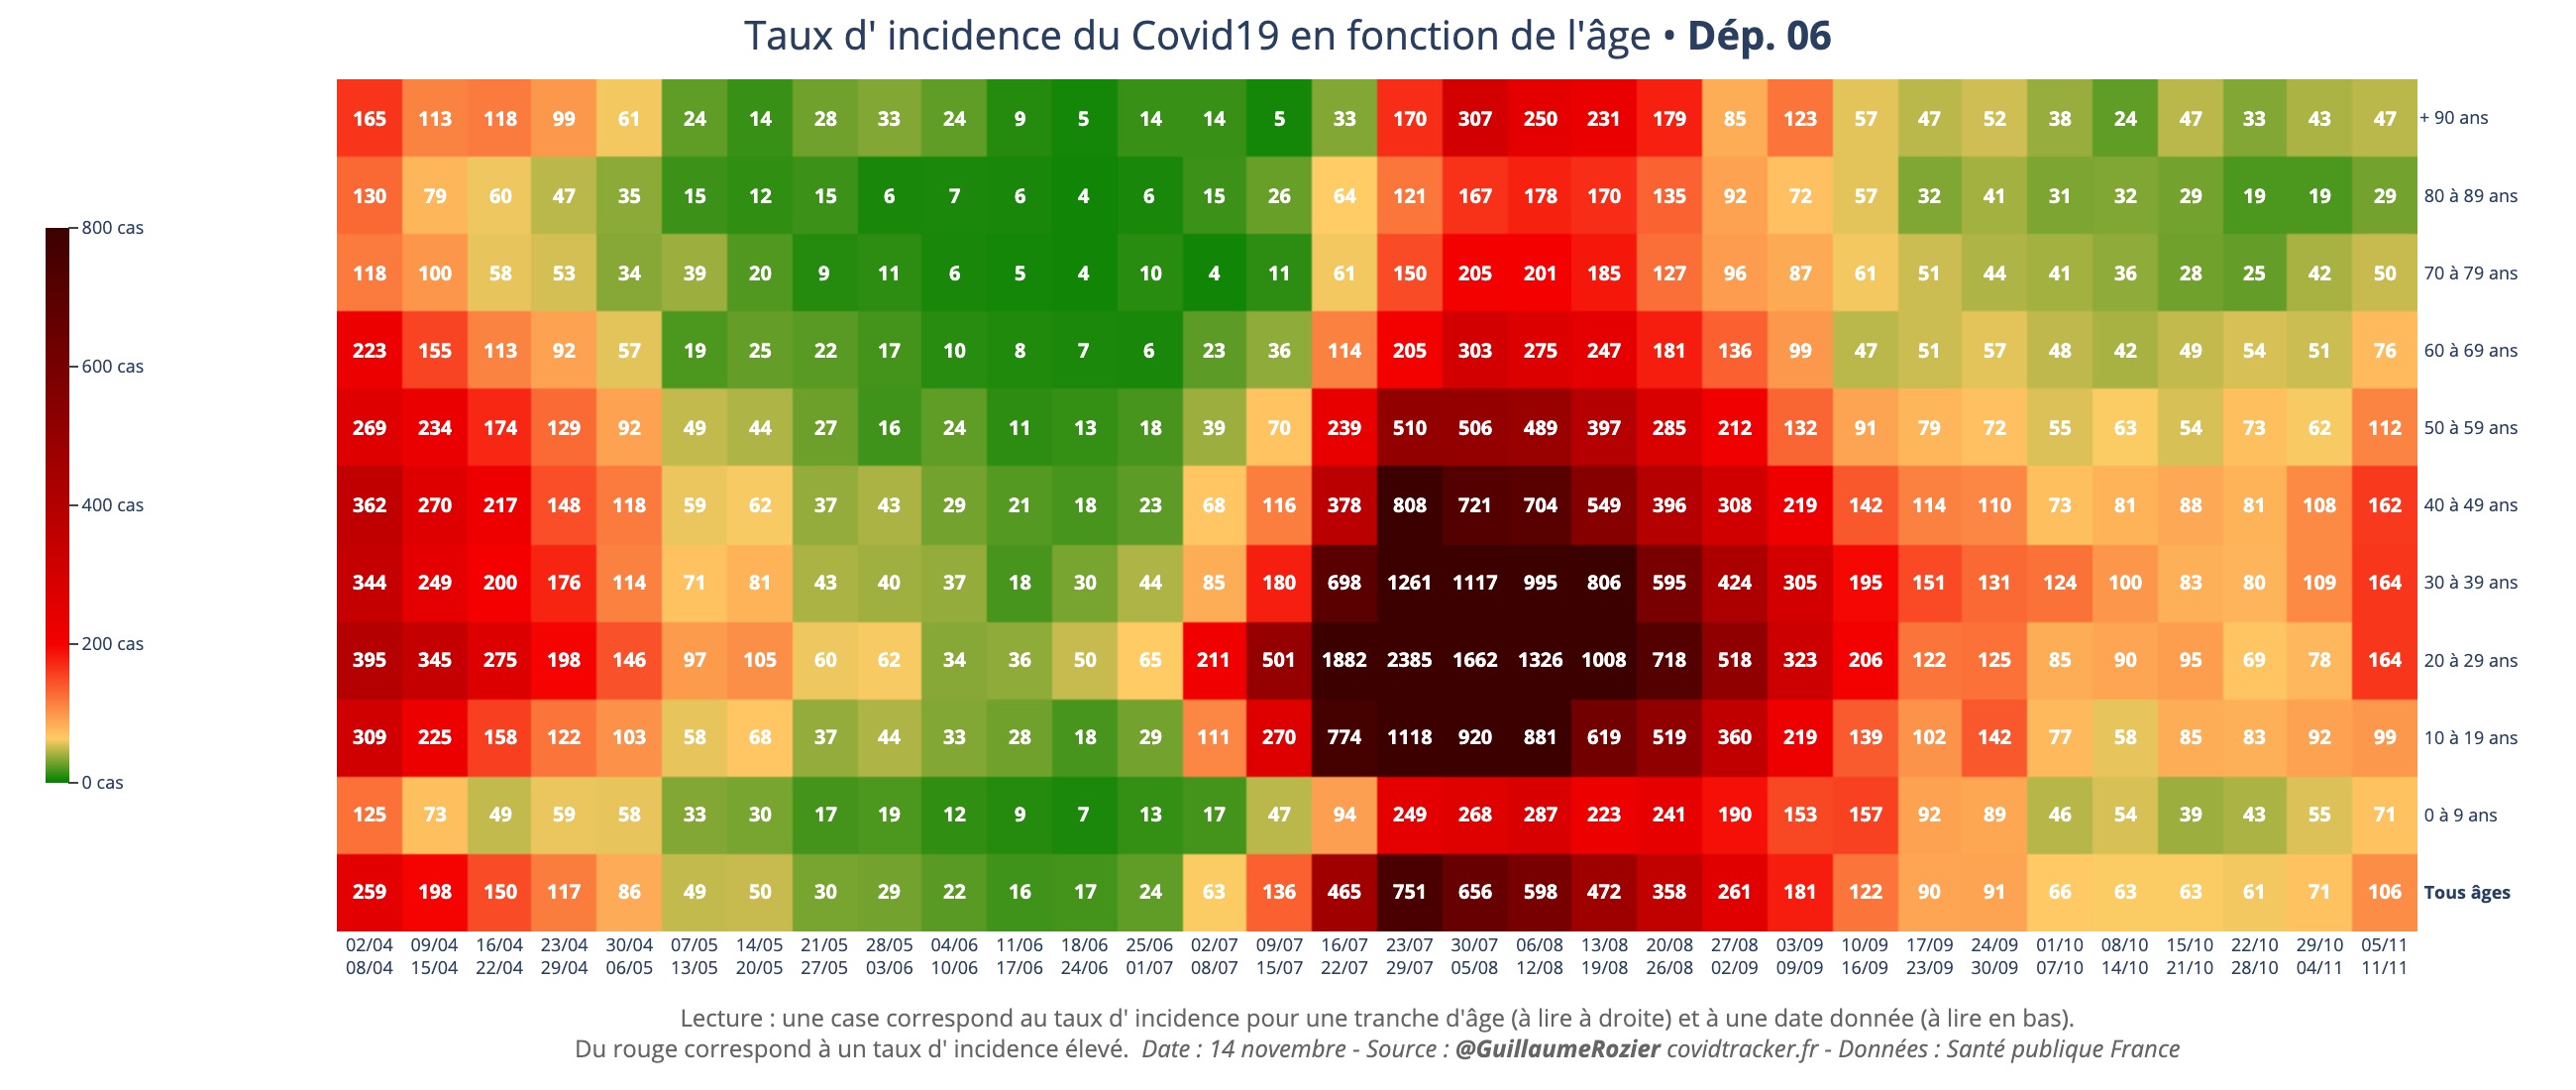 Taux d' incidence du Covid19 en fonction de l'âge • Dép. 06
800 cas
600 cas
400 cas
200 cas
0 cas
165 113 118 99 61 24 14 28 33 24 9 5 14 14 5 33 170 307 250 231 179 85 123 57 47 52 38 24 47 33 43 47 + 90 ans
130 79 60 47 35 15 12 15 6 7 6 4 6 15 26 64 121 167 178 170 135 92 72 57 32 41 31 32 29 19 19 29 80 à 89 ans
118 100 58 53 34 39 20 9 11 6 5 4 10 4 11 61 150 205 201 185 127 96 87 61 51 44 41 36 28 25 42 50 70 à 79 ans
223 155 113 92 57 19 25 22 17 10 8 7 6 23 36 114 205 303 275 247 181 136 99 47 51 57 48 42 49 54 51 76 60 à 69 ans
269 234 174 129 92 49 44 27 16 24 11 13 18 39 70 239 510 506 489 397 285 212 132 91 79 72 55 63 54 73 62 112 50 à 59 ans
362 270 217 148 118 59 62 37 43 29 21 18 23 68 116 378 808 721 704 549 396 308 219 142 114 110 73 81 88 81 108 162 40 à 49 ans
344 249 200 176 114 71 81 43 40 37 18 30 44 85 180 698 1261 1117 995 806 595 424 305 195 151 131 124 100 83 80 109 164 30 à 39 ans
395 345 275 198 146 97 105 60 62 34 36 50 65 211 501 1882 2385 1662 1326 1008 718 518 323 206 122 125 85 90 95 69 78 164 20 à 29 ans
309 225 158 122 103 58 68 37 44 33 28 18 29 111 270 774 1118 920 881 619 519 360 219 139 102 142 77 58 85 83 92 99 10 à 19 ans
125 73 49 59 58 33 30 17 19 12 9 7 13 17 47 94 249 268 287 223 241 190 153 157 92 89 46 54 39 43 55 71 0 à 9 ans
259 198 150 117 86 49 50 30 29 22 16 17 24 63 136 465 751 656 598 472 358 261 181 122 90 91 66 63 63 61 71 106 Tous âges
02/04 09/04 16/04 23/04 30/04 07/05 14/05 21/05 28/05 04/06 11/06 18/06 25/06 02/07 09/07 16/07 23/07 30/07 06/08 13/08 20/08 27/08 03/09 10/09 17/09 24/09 01/10 08/10 15/10 22/10 29/10 05/11
08/04 15/04 22/04 29/04 06/05 13/05 20/05 27/05 03/06 10/06 17/06 24/06 01/07 08/07 15/07 22/07 29/07 05/08 12/08 19/08 26/08 02/09 09/09 16/09 23/09 30/09 07/10 14/10 21/10 28/10 04/11 11/11
Lecture : une case correspond au taux d' incidence pour une tranche d'âge (à lire à droite) et à une date donnée (à lire en bas).
Du rouge correspond à un taux d' incidence élevé. Date : 14 novembre - Source : @GuillaumeRozier covidtracker.fr - Données : Santé publique France